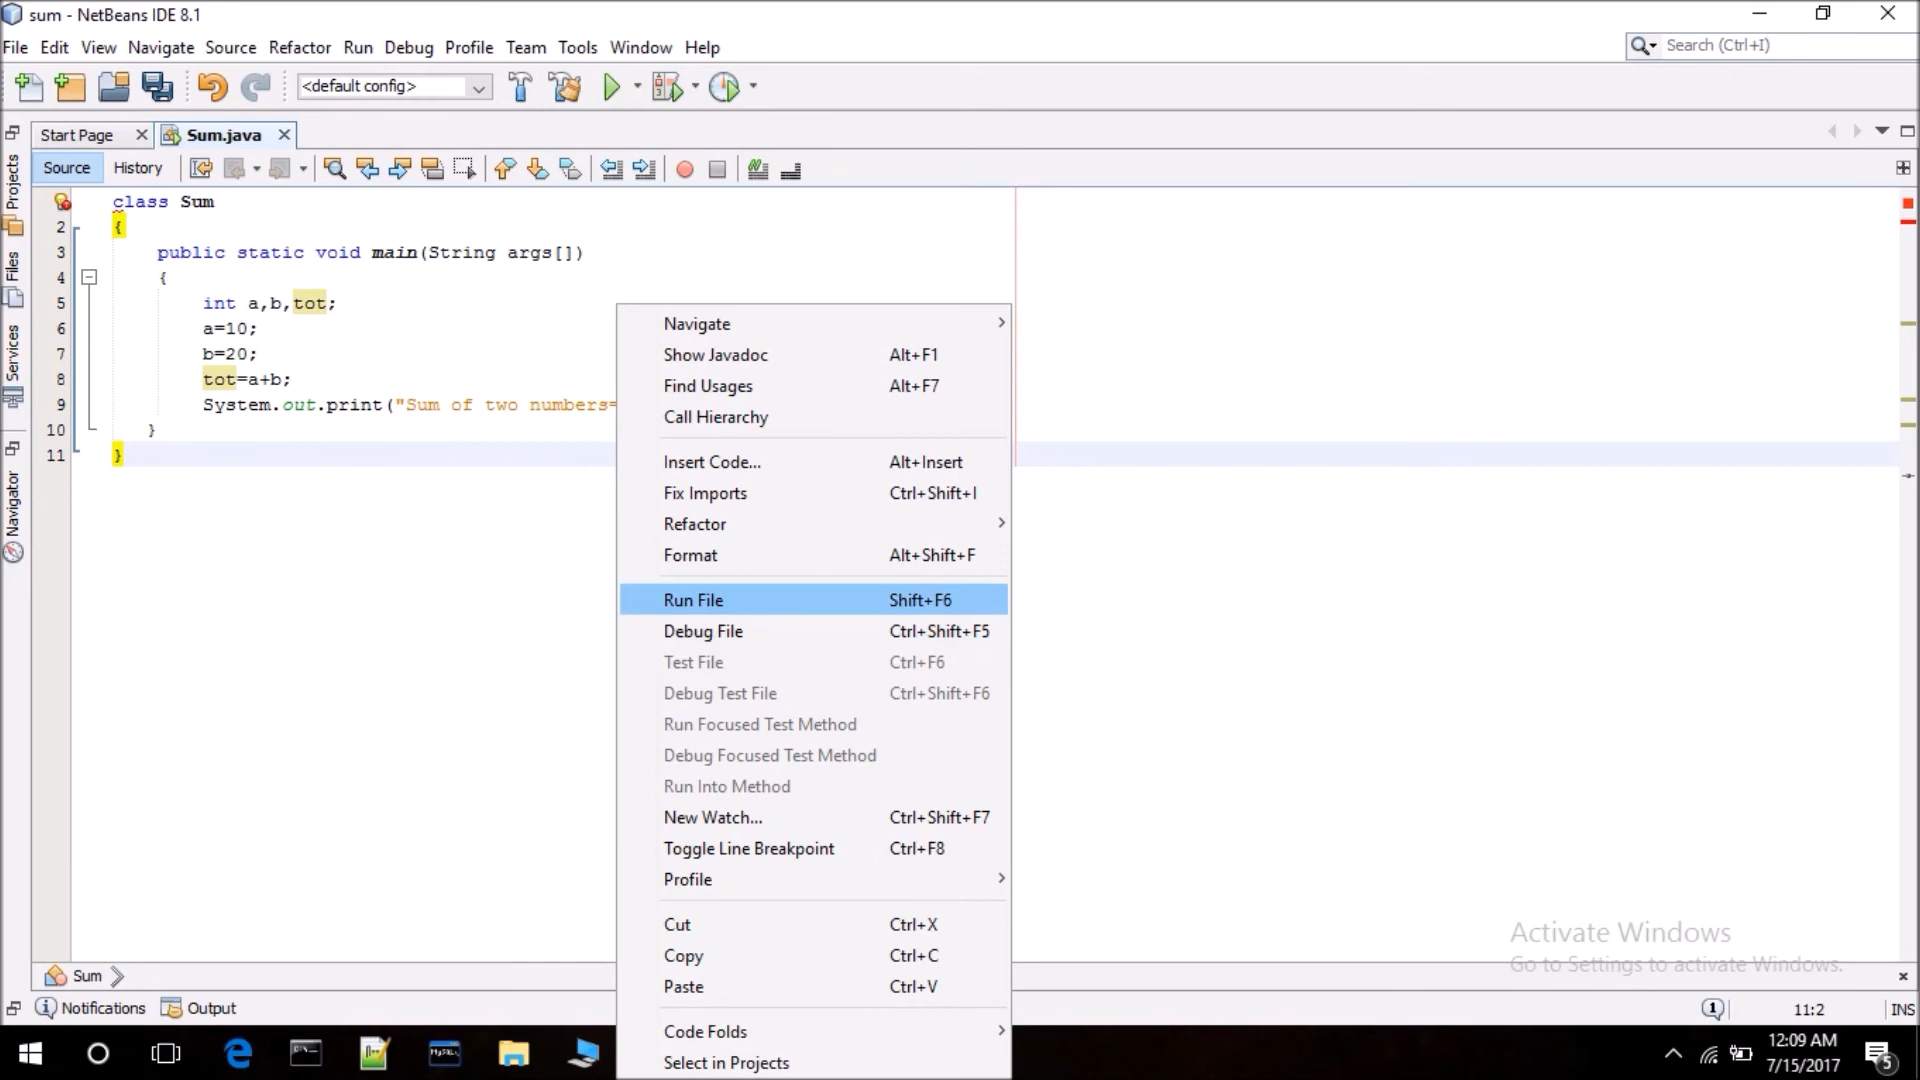 sum - NetBeans IDE 8.1
File Edit View Navigate Source Refactor Run Debug Profile Team Tools Window Help
Search (Ctrl+I)
<default config>
Start Page Sum.java
Source History
Projects
Files
Services
Navigator
class Sum
2 {
3 public static void main(String args[])
4 {
5 int a,b,tot;
6 a=10;
7 b=20;
8 tot=a+b;
9 System.out.print("Sum of two numbers=
10 }
11 }
Navigate
Show Javadoc Alt+F1
Find Usages Alt+F7
Call Hierarchy
Insert Code... Alt+Insert
Fix Imports Ctrl+Shift+I
Refactor
Format Alt+Shift+F
Run File Shift+F6
Debug File Ctrl+Shift+F5
Test File Ctrl+F6
Debug Test File Ctrl+Shift+F6
Run Focused Test Method
Debug Focused Test Method
Run Into Method
New Watch... Ctrl+Shift+F7
Toggle Line Breakpoint Ctrl+F8
Profile
Cut Ctrl+X
Copy Ctrl+C
Paste Ctrl+V
Code Folds
Select in Projects
Activate Windows
Go to Settings to activate Windows.
Sum
Notifications Output
1 11:2 INS
MySQL
12:09 AM
7/15/2017
5